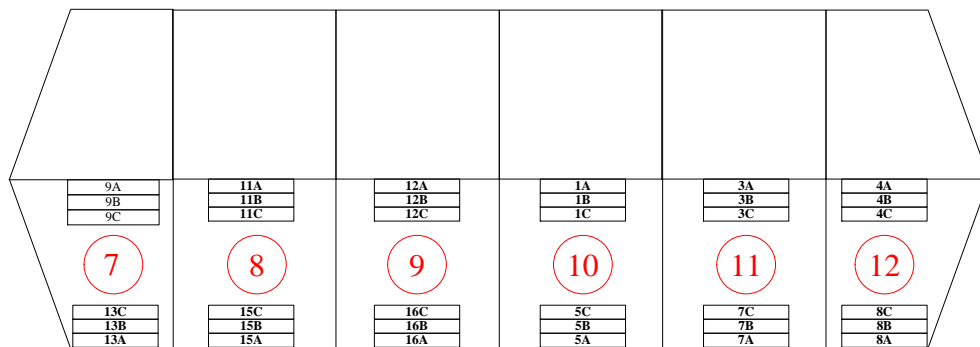 9A 11A 12A 1A 3A 4A
9B 11B 12B 1B 3B 4B
9C 11C 12C 1C 3C 4C
7 8 9 10 11 12
13C 15C 16C 5C 7C 8C
13B 15B 16B 5B 7B 8B
13A 15A 16A 5A 7A 8A